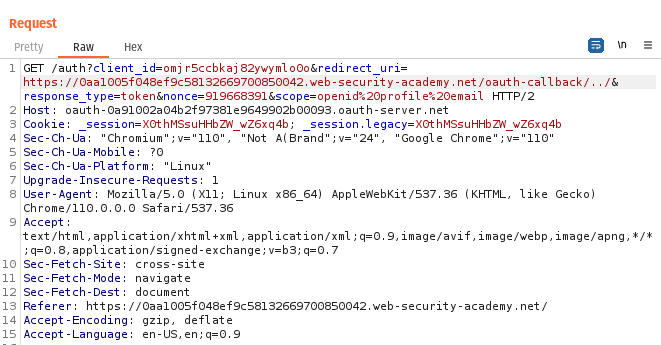 Request
Pretty Raw Hex \n
1 GET /auth?client_id=omjr5ccbkaj82ywymlo0o&redirect_uri=
https://0aa1005f048ef9c58132669700850042.web-security-academy.net/oauth-callback/../&
response_type=token&nonce=919668391&scope=openid%20profile%20email HTTP/2
2 Host: oauth-0a91002a04b2f97381e9649902b00093.oauth-server.net
3 Cookie: _session=X0thMSsuHHbZW_wZ6xq4b; _session.legacy=X0thMSsuHHbZW_wZ6xq4b
4 Sec-Ch-Ua: "Chromium";v="110", "Not A(Brand";v="24", "Google Chrome";v="110"
5 Sec-Ch-Ua-Mobile: ?0
6 Sec-Ch-Ua-Platform: "Linux"
7 Upgrade-Insecure-Requests: 1
8 User-Agent: Mozilla/5.0 (X11; Linux x86_64) AppleWebKit/537.36 (KHTML, like Gecko)
Chrome/110.0.0.0 Safari/537.36
9 Accept:
text/html,application/xhtml+xml,application/xml;q=0.9,image/avif,image/webp,image/apng,*/*
;q=0.8,application/signed-exchange;v=b3;q=0.7
10 Sec-Fetch-Site: cross-site
11 Sec-Fetch-Mode: navigate
12 Sec-Fetch-Dest: document
13 Referer: https://0aa1005f048ef9c58132669700850042.web-security-academy.net/
14 Accept-Encoding: gzip, deflate
15 Accept-Language: en-US,en;q=0.9